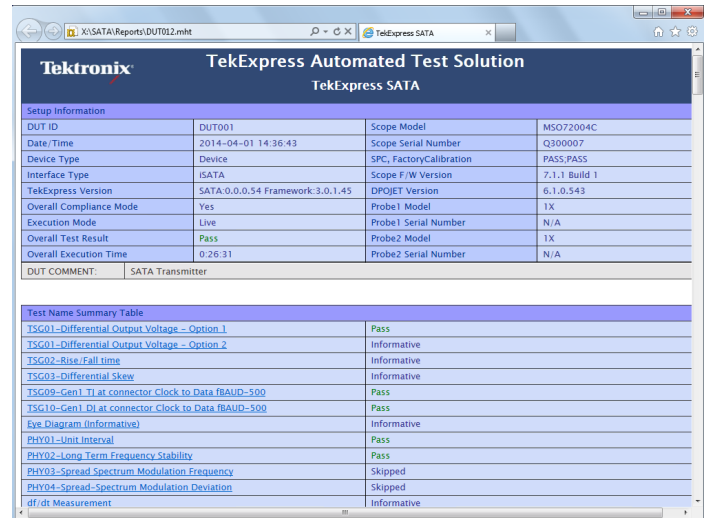 X:\SATA\Reports\DUT012.mht
TekExpress SATA
Tektronix
TekExpress Automated Test Solution
TekExpress SATA
Setup Information
DUT ID DUT001 Scope Model MSO72004C
Date/Time 2014-04-01 14:36:43 Scope Serial Number Q300007
Device Type Device SPC, FactoryCalibration PASS;PASS
Interface Type iSATA Scope F/W Version 7.1.1 Build 1
TekExpress Version SATA:0.0.0.54 Framework:3.0.1.45 DPOJET Version 6.1.0.543
Overall Compliance Mode Yes Probe1 Model 1X
Execution Mode Live Probe1 Serial Number N/A
Overall Test Result Pass Probe2 Model 1X
Overall Execution Time 0:26:31 Probe2 Serial Number N/A
DUT COMMENT: SATA Transmitter
Test Name Summary Table
TSG01-Differential Output Voltage - Option 1 Pass
TSG01-Differential Output Voltage - Option 2 Informative
TSG02-Rise/Fall time Informative
TSG03-Differential Skew Informative
TSG09-Gen1 TJ at connector Clock to Data fBAUD-500 Pass
TSG10-Gen1 DJ at connector Clock to Data fBAUD-500 Pass
Eye Diagram (Informative) Informative
PHY01-Unit Interval Pass
PHY02-Long Term Frequency Stability Pass
PHY03-Spread Spectrum Modulation Frequency Skipped
PHY04-Spread-Spectrum Modulation Deviation Skipped
df/dt Measurement Informative